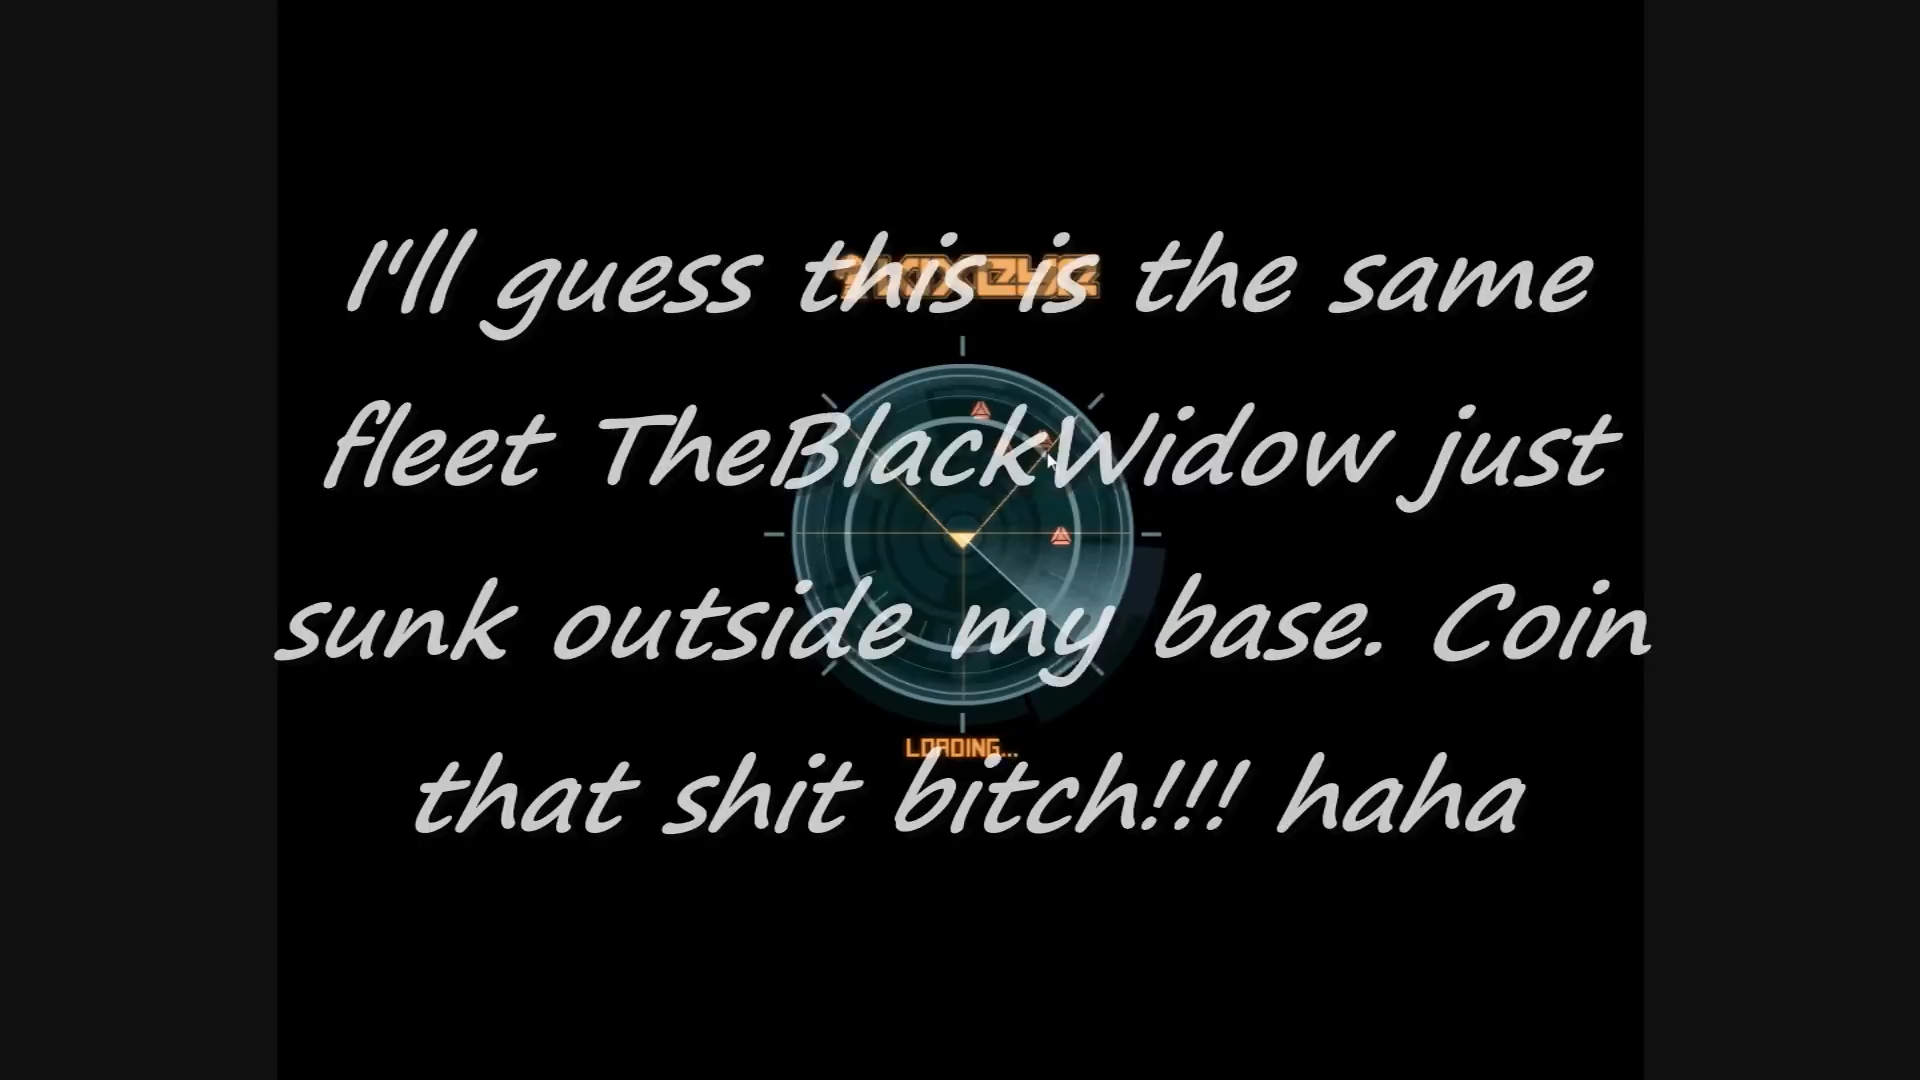 I'll guess this is the same
KIXEYE
fleet TheBlackWidow just
sunk outside my base. Coin
LOADING...
that shit bitch!!! haha